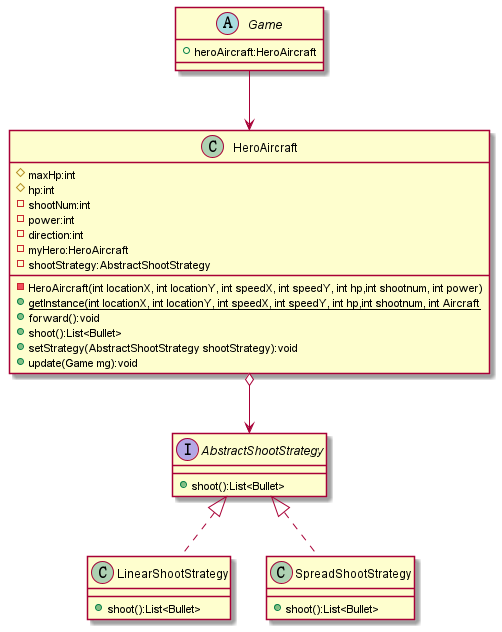 A Game
heroAircraft:HeroAircraft
C HeroAircraft
maxHp:int
hp:int
shootNum:int
power:int
direction:int
myHero:HeroAircraft
shootStrategy:AbstractShootStrategy
HeroAircraft(int locationX, int locationY, int speedX, int speedY, int hp,int shootnum, int power)
getInstance(int locationX, int locationY, int speedX, int speedY, int hp,int shootnum, int Aircraft
forward():void
shoot():List<Bullet>
setStrategy(AbstractShootStrategy shootStrategy):void
update(Game mg):void
I AbstractShootStrategy
shoot():List<Bullet>
C LinearShootStrategy
shoot():List<Bullet>
C SpreadShootStrategy
shoot():List<Bullet>